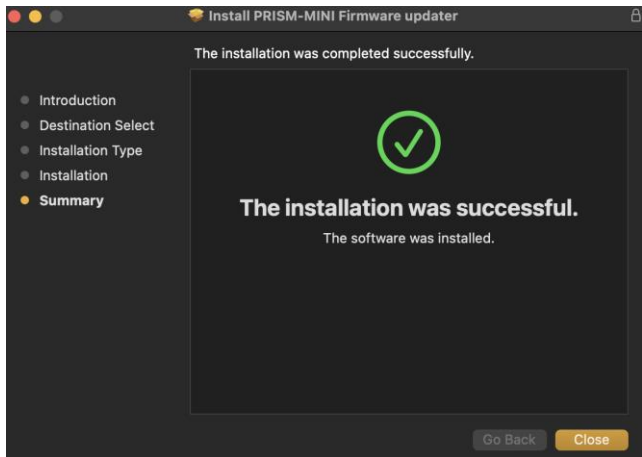 Install PRISM-MINI Firmware updater
The installation was completed successfully.
Introduction
Destination Select
Installation Type
Installation
Summary
The installation was successful.
The software was installed.
Go Back
Close